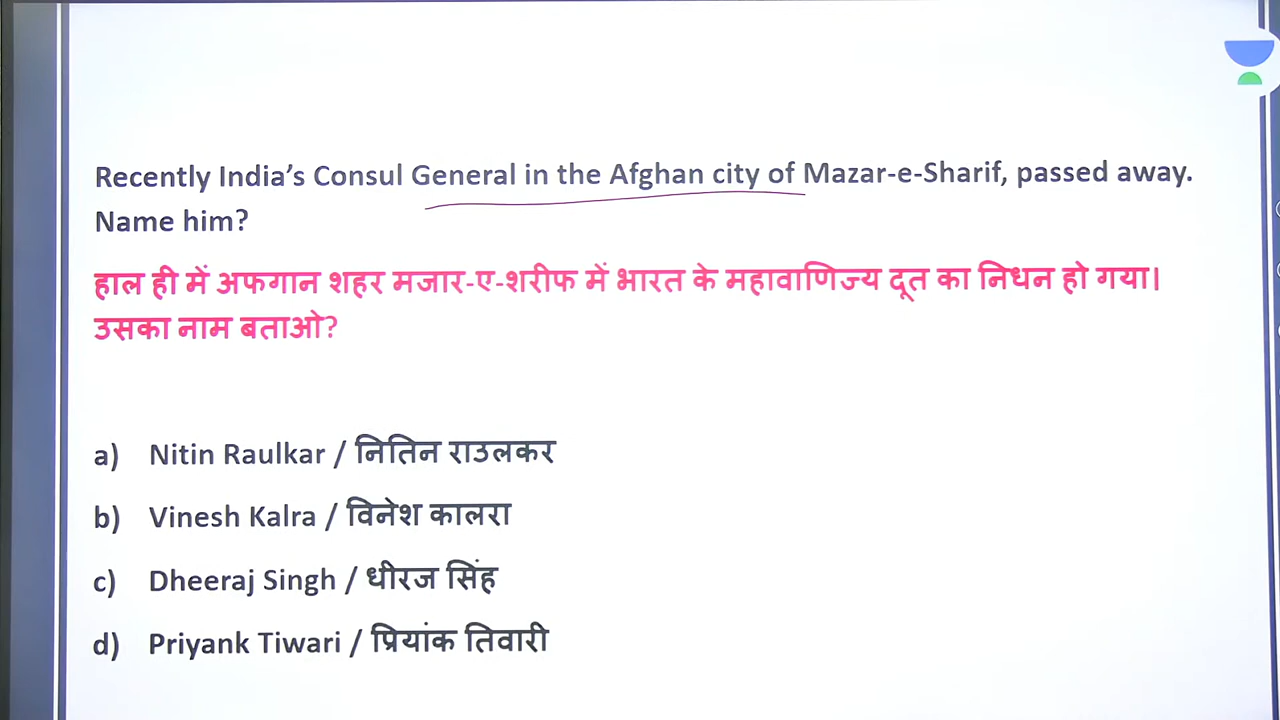 Recently India's Consul General in the Afghan city of Mazar-e-Sharif, passed away.
Name him?
हाल ही में अफगान शहर मजार-ए-शरीफ में भारत के महावाणिज्य दूत का निधन हो गया।
उसका नाम बताओ?
a) Nitin Raulkar / नितिन राउलकर
b) Vinesh Kalra / विनेश कालरा
c) Dheeraj Singh / धीरज सिंह
d) Priyank Tiwari / प्रियांक तिवारी